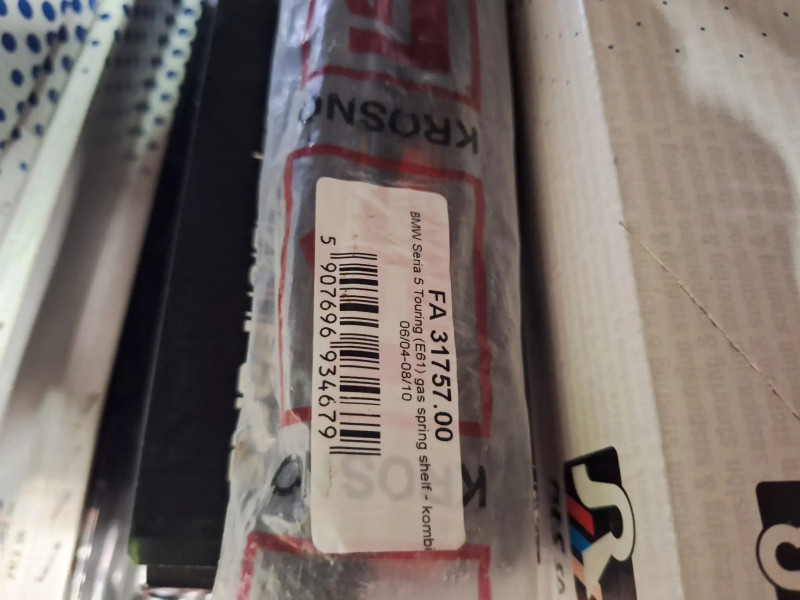 KROSNO
FA 31757.00
BMW Seria 5 Touring (E61) gas spring shelf - kombi
06/04-08/10
5 907696 934679
KROSNO